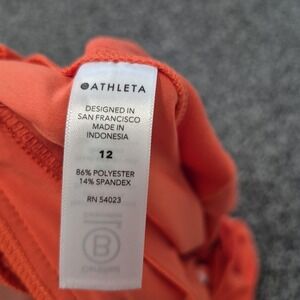 ATHLETA
DESIGNED IN
SAN FRANCISCO
MADE IN
INDONESIA
12
86% POLYESTER
14% SPANDEX
RN 54023